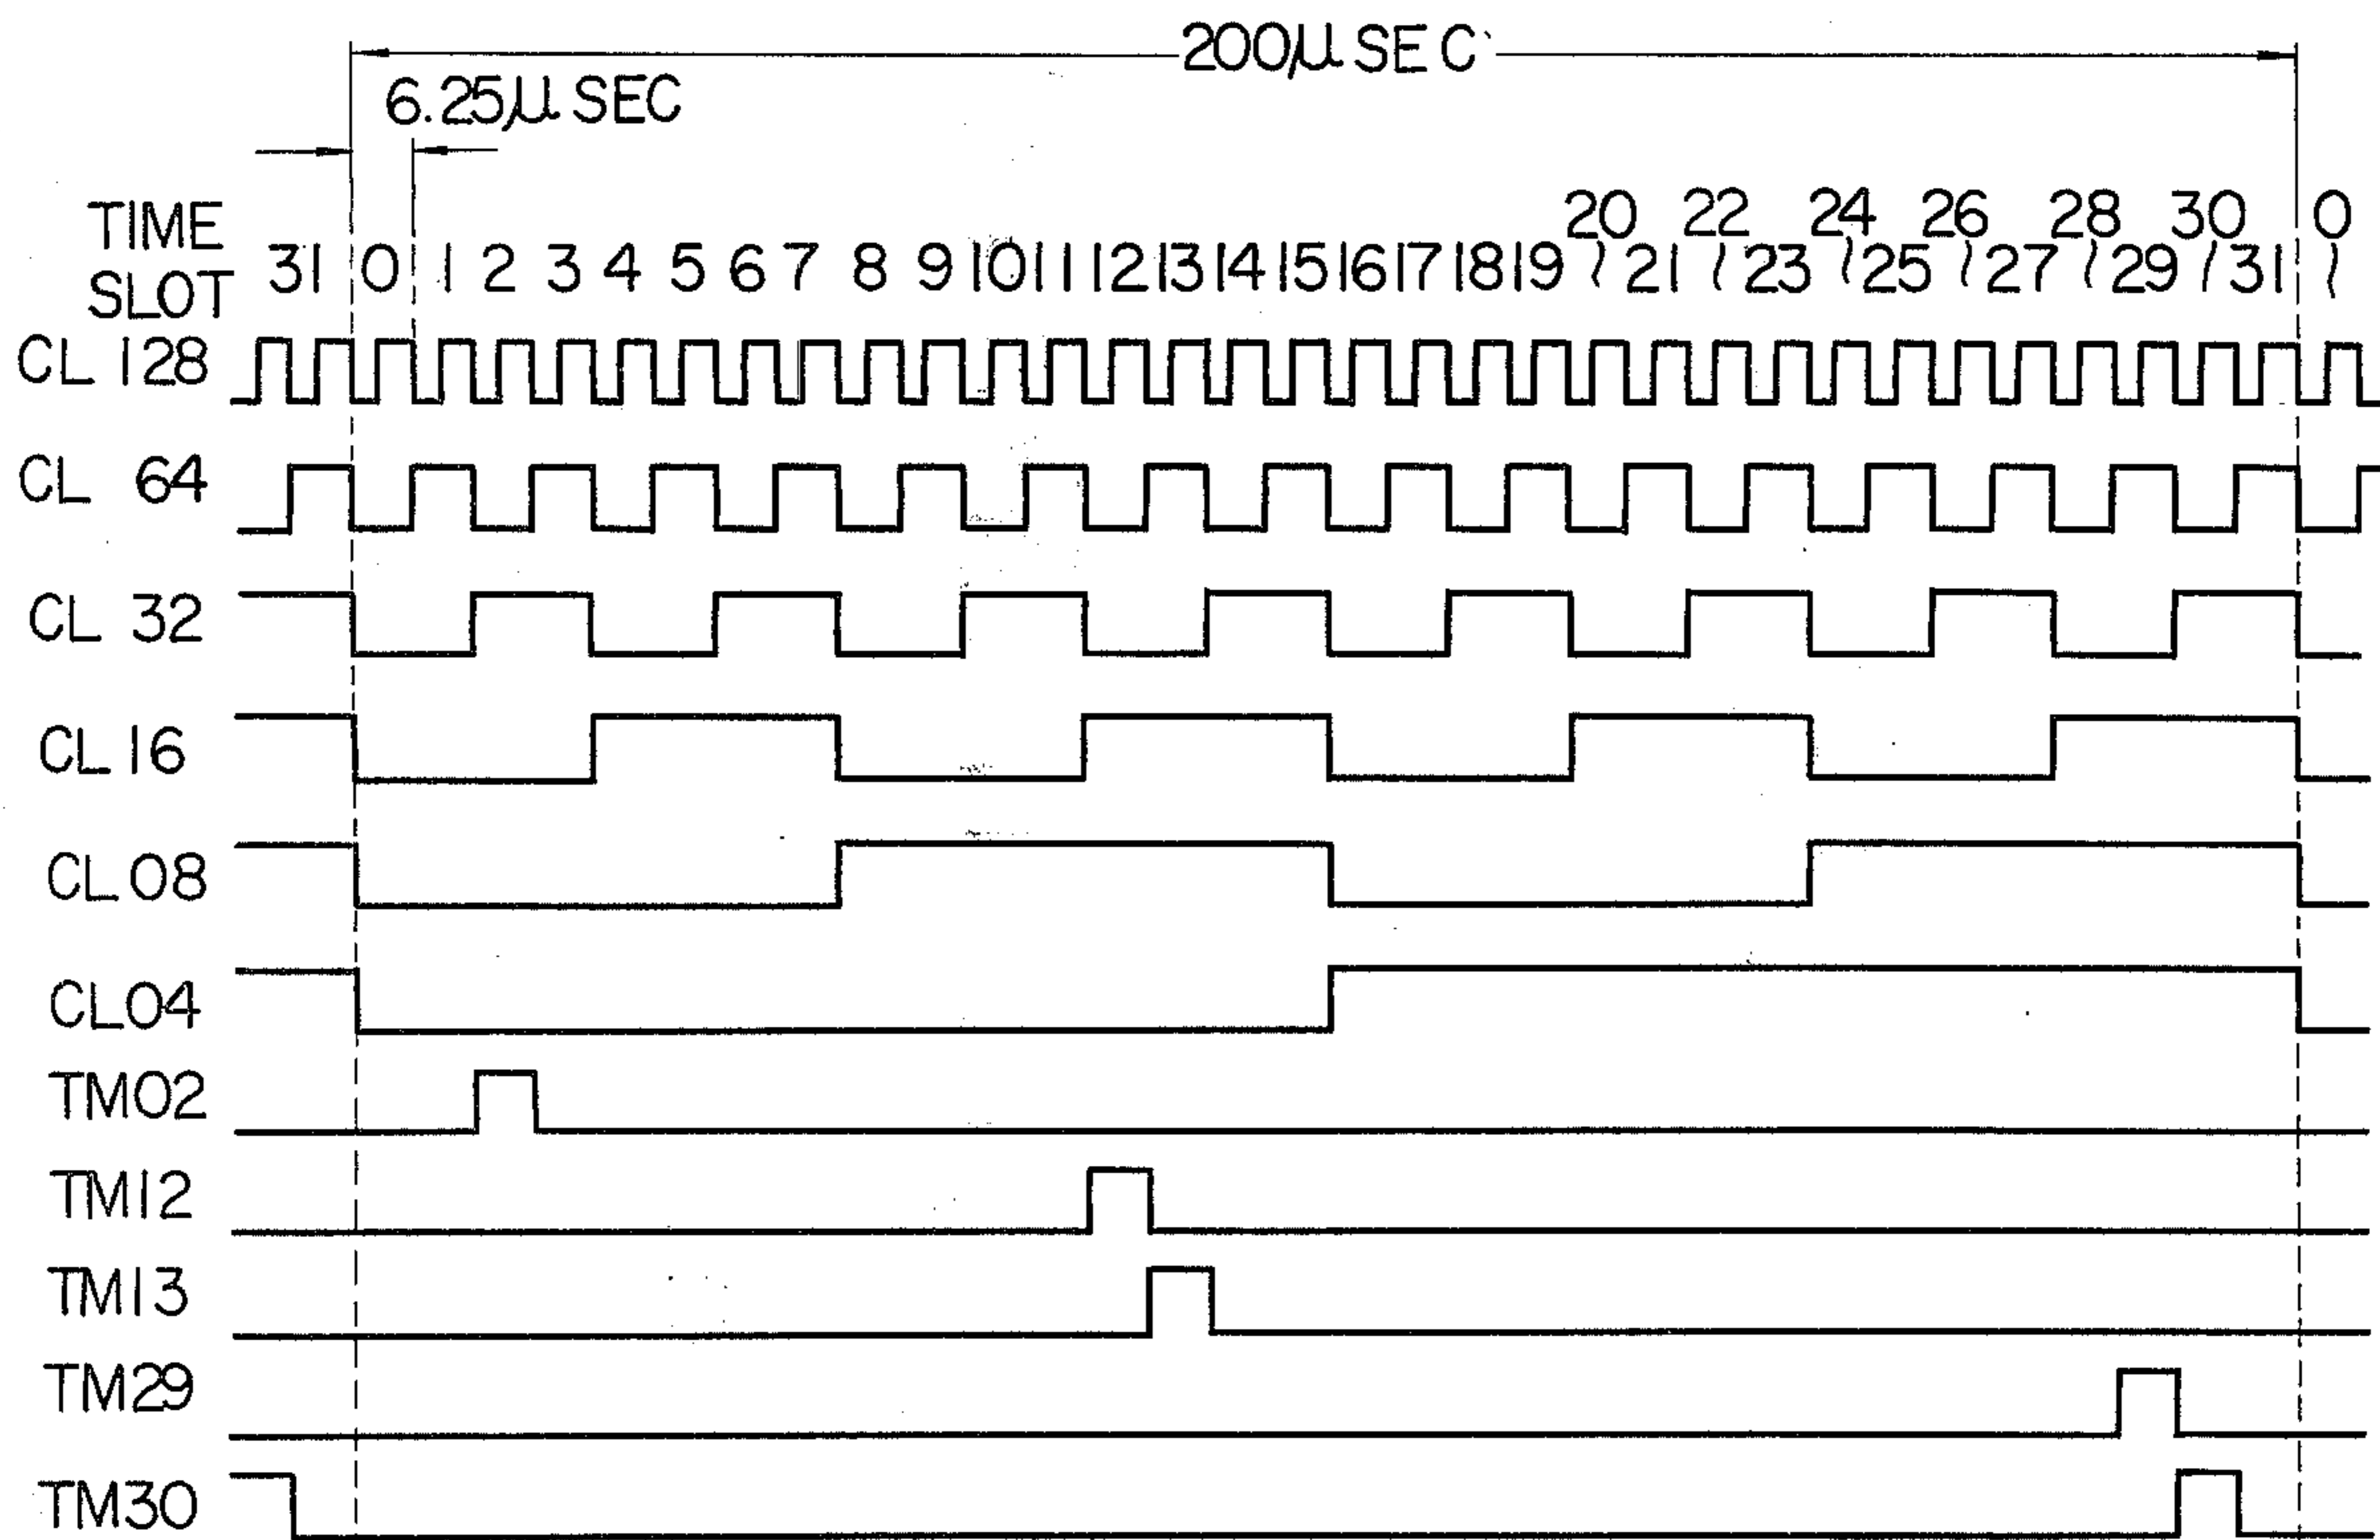 200μ SEC
6.25μ SEC
20 22 24 26 28 30 0
TIME SLOT 31 0 1 2 3 4 5 6 7 8 9 10 11 12 13 14 15 16 17 18 19 ~ 21 ~ 23 ~ 25 ~ 27 ~ 29 ~ 31 ~
CL 128
CL 64
CL 32
CL 16
CL 08
CL04
TM02
TM12
TM13
TM29
TM30